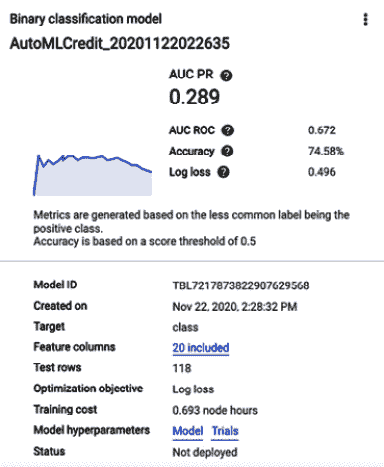 Binary classification model
AutoMLCredit_20201122022635
AUC PR
0.289
AUC ROC 0.672
Accuracy 74.58%
Log loss 0.496
Metrics are generated based on the less common label being the
positive class.
Accuracy is based on a score threshold of 0.5
Model ID TBL7217873822907629568
Created on Nov 22, 2020, 2:28:32 PM
Target class
Feature columns 20 included
Test rows 118
Optimization objective Log loss
Training cost 0.693 node hours
Model hyperparameters Model Trials
Status Not deployed